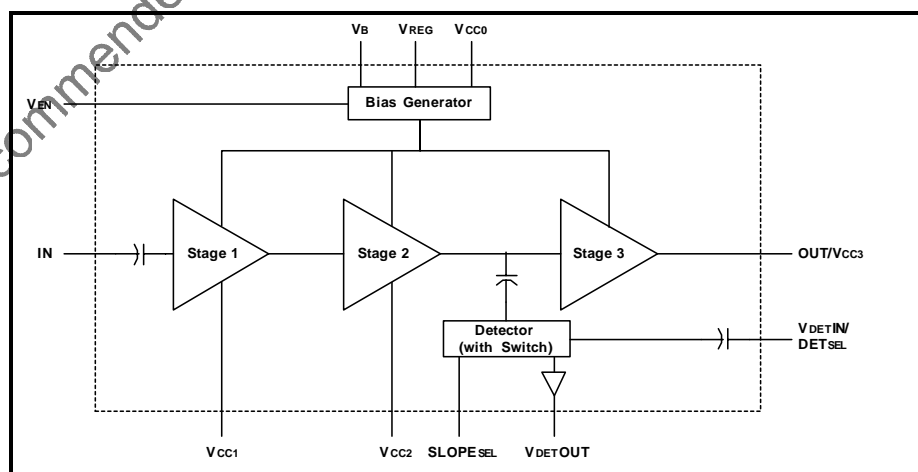 commende
VB VREG VCC0
VEN
Bias Generator
IN
Stage 1
Stage 2
Stage 3
OUT/VCC3
Detector
(with Switch)
VDETIN/
DETSEL
VCC1 VCC2 SLOPESEL VDETOUT